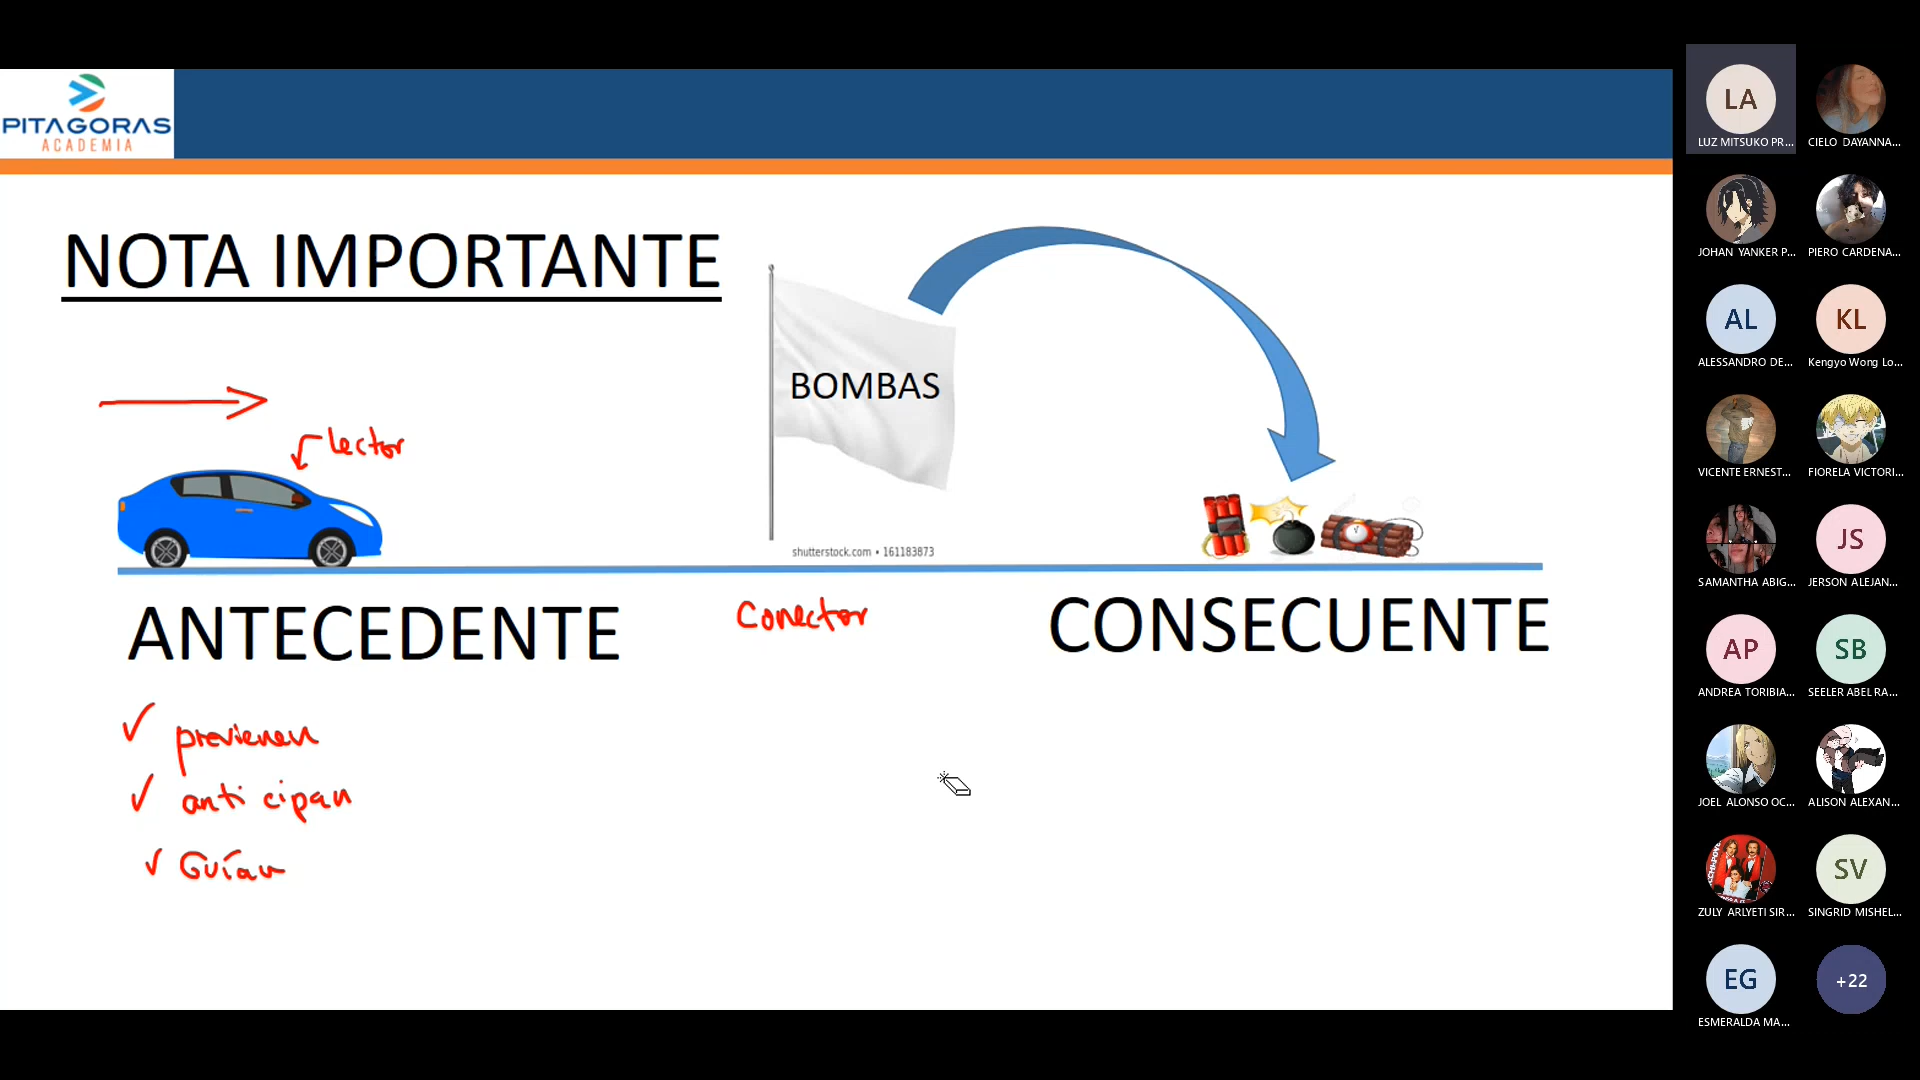 PITAGORAS
ACADEMIA
NOTA IMPORTANTE
lector
BOMBAS
shutterstock.com • 161183873
ANTECEDENTE
Conector
CONSECUENTE
✓ previenen
✓ anticipan
✓ Guían
LA
LUZ MITSUKO PR...
CIELO DAYANNA...
JOHAN YANKER P...
PIERO CARDENA...
AL
ALESSANDRO DE...
KL
Kengyo Wong Lo...
VICENTE ERNEST...
FIORELA VICTORI...
SAMANTHA ABIG...
JS
JERSON ALEJAN...
AP
ANDREA TORIBIA...
SB
SEELER ABEL RA...
JOEL ALONSO OC...
ALISON ALEXAN...
ZULY ARLYETI SIR...
SV
SINGRID MISHEL...
EG
ESMERALDA MA...
+22